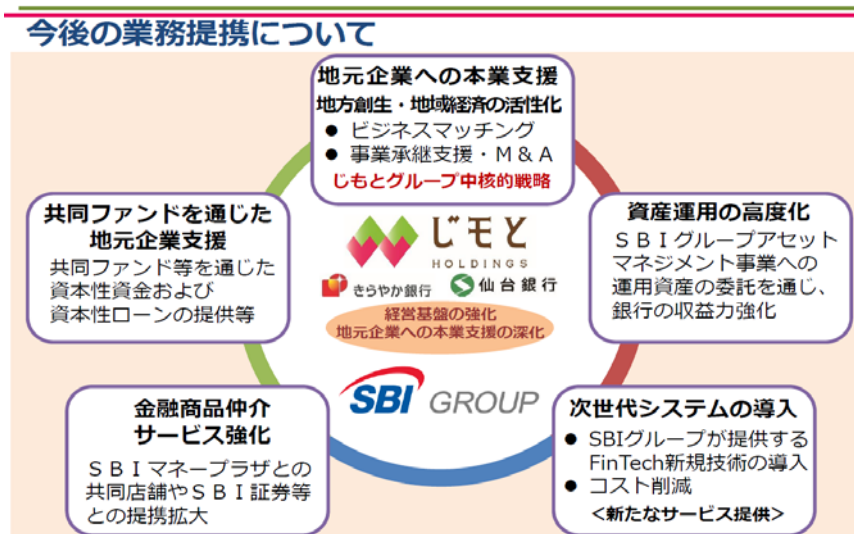 今後の業務提携について
地元企業への本業支援
地方創生・地域経済の活性化
● ビジネスマッチング
● 事業承継支援・M＆A
じもとグループ中核的戦略
共同ファンドを通じた
地元企業支援
共同ファンド等を通じた
資本性資金および
資本性ローンの提供等
じモと
HOLDINGS
きらやか銀行
仙台銀行
経営基盤の強化
地元企業への本業支援の深化
SBI GROUP
資産運用の高度化
ＳＢＩグループアセット
マネジメント事業への
運用資産の委託を通じ、
銀行の収益力強化
金融商品仲介
サービス強化
ＳＢＩマネープラザとの
共同店舗やＳＢＩ証券等
との提携拡大
次世代システムの導入
● SBIグループが提供する
FinTech新規技術の導入
● コスト削減
＜新たなサービス提供＞